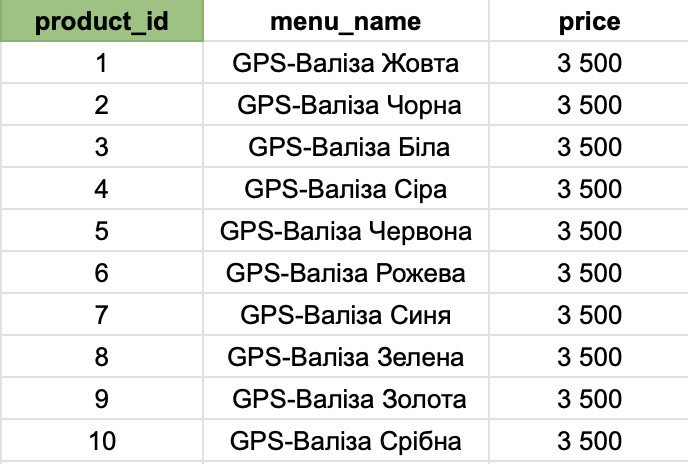 product_id menu_name price
1 GPS-Валіза Жовта 3 500
2 GPS-Валіза Чорна 3 500
3 GPS-Валіза Біла 3 500
4 GPS-Валіза Сіра 3 500
5 GPS-Валіза Червона 3 500
6 GPS-Валіза Рожева 3 500
7 GPS-Валіза Синя 3 500
8 GPS-Валіза Зелена 3 500
9 GPS-Валіза Золота 3 500
10 GPS-Валіза Срібна 3 500